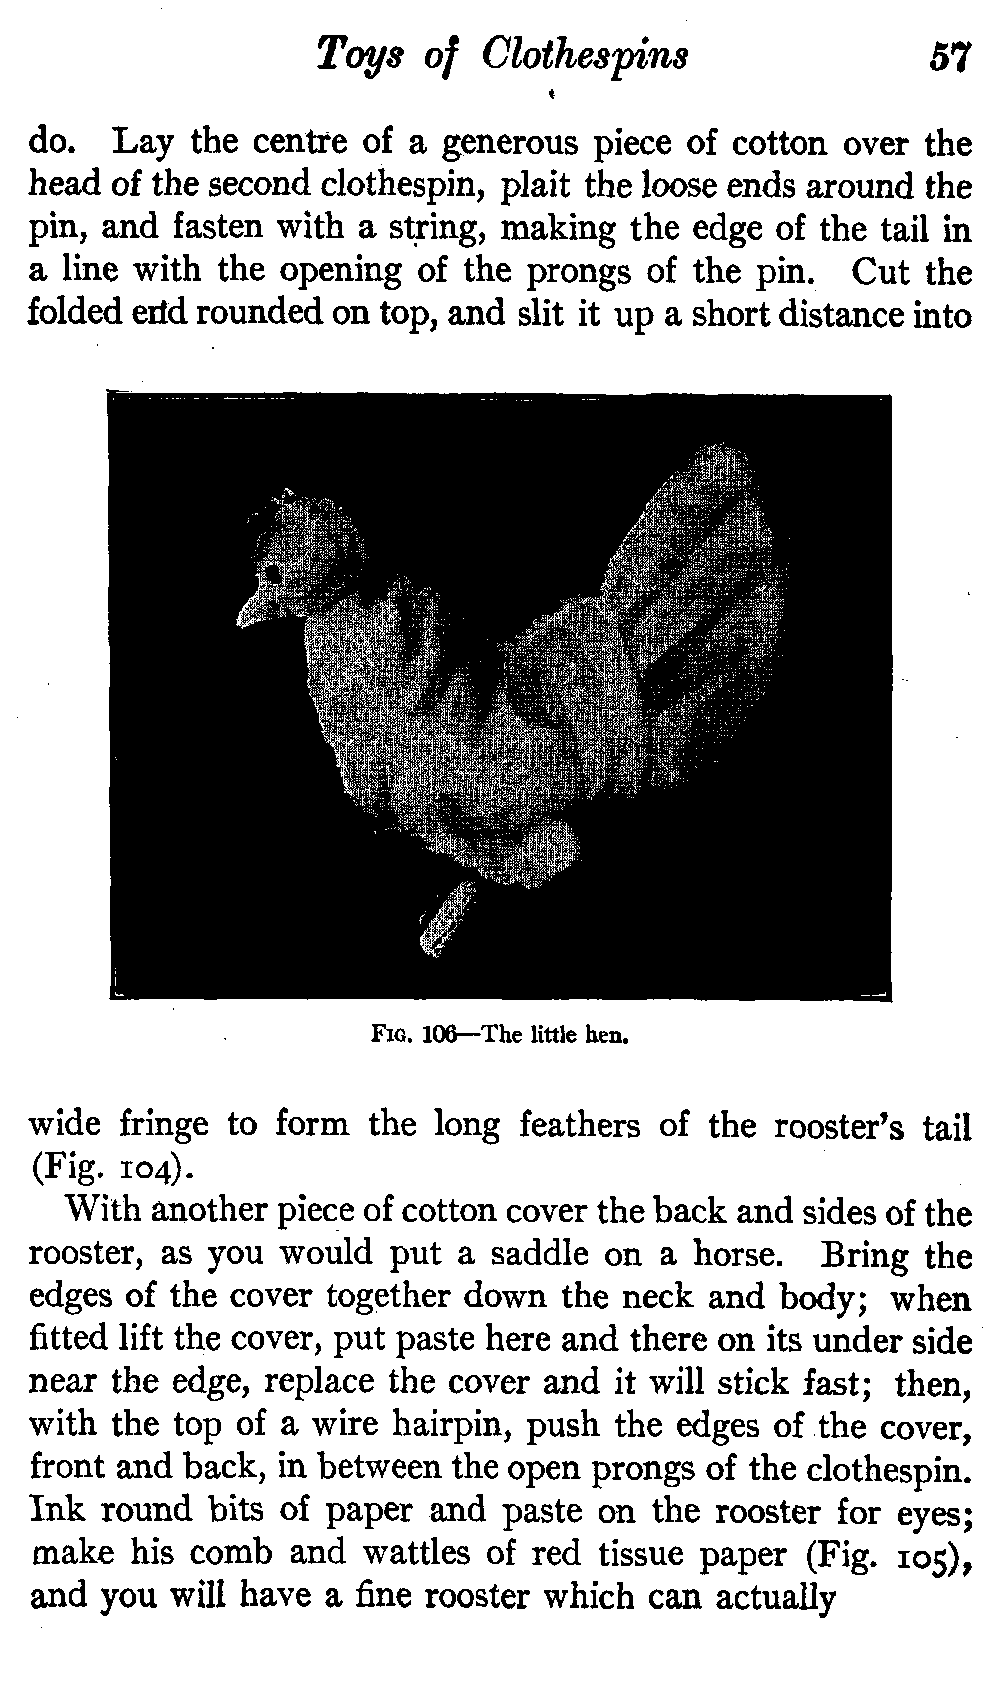 Toys of Clothespins 57
do. Lay the centre of a generous piece of cotton over the
head of the second clothespin, plait the loose ends around the
pin, and fasten with a string, making the edge of the tail in
a line with the opening of the prongs of the pin. Cut the
folded end rounded on top, and slit it up a short distance into
FIG. 106—The little hen.
wide fringe to form the long feathers of the rooster's tail
(Fig. 104).
With another piece of cotton cover the back and sides of the
rooster, as you would put a saddle on a horse. Bring the
edges of the cover together down the neck and body; when
fitted lift the cover, put paste here and there on its under side
near the edge, replace the cover and it will stick fast; then,
with the top of a wire hairpin, push the edges of the cover,
front and back, in between the open prongs of the clothespin.
Ink round bits of paper and paste on the rooster for eyes;
make his comb and wattles of red tissue paper (Fig. 105),
and you will have a fine rooster which can actually